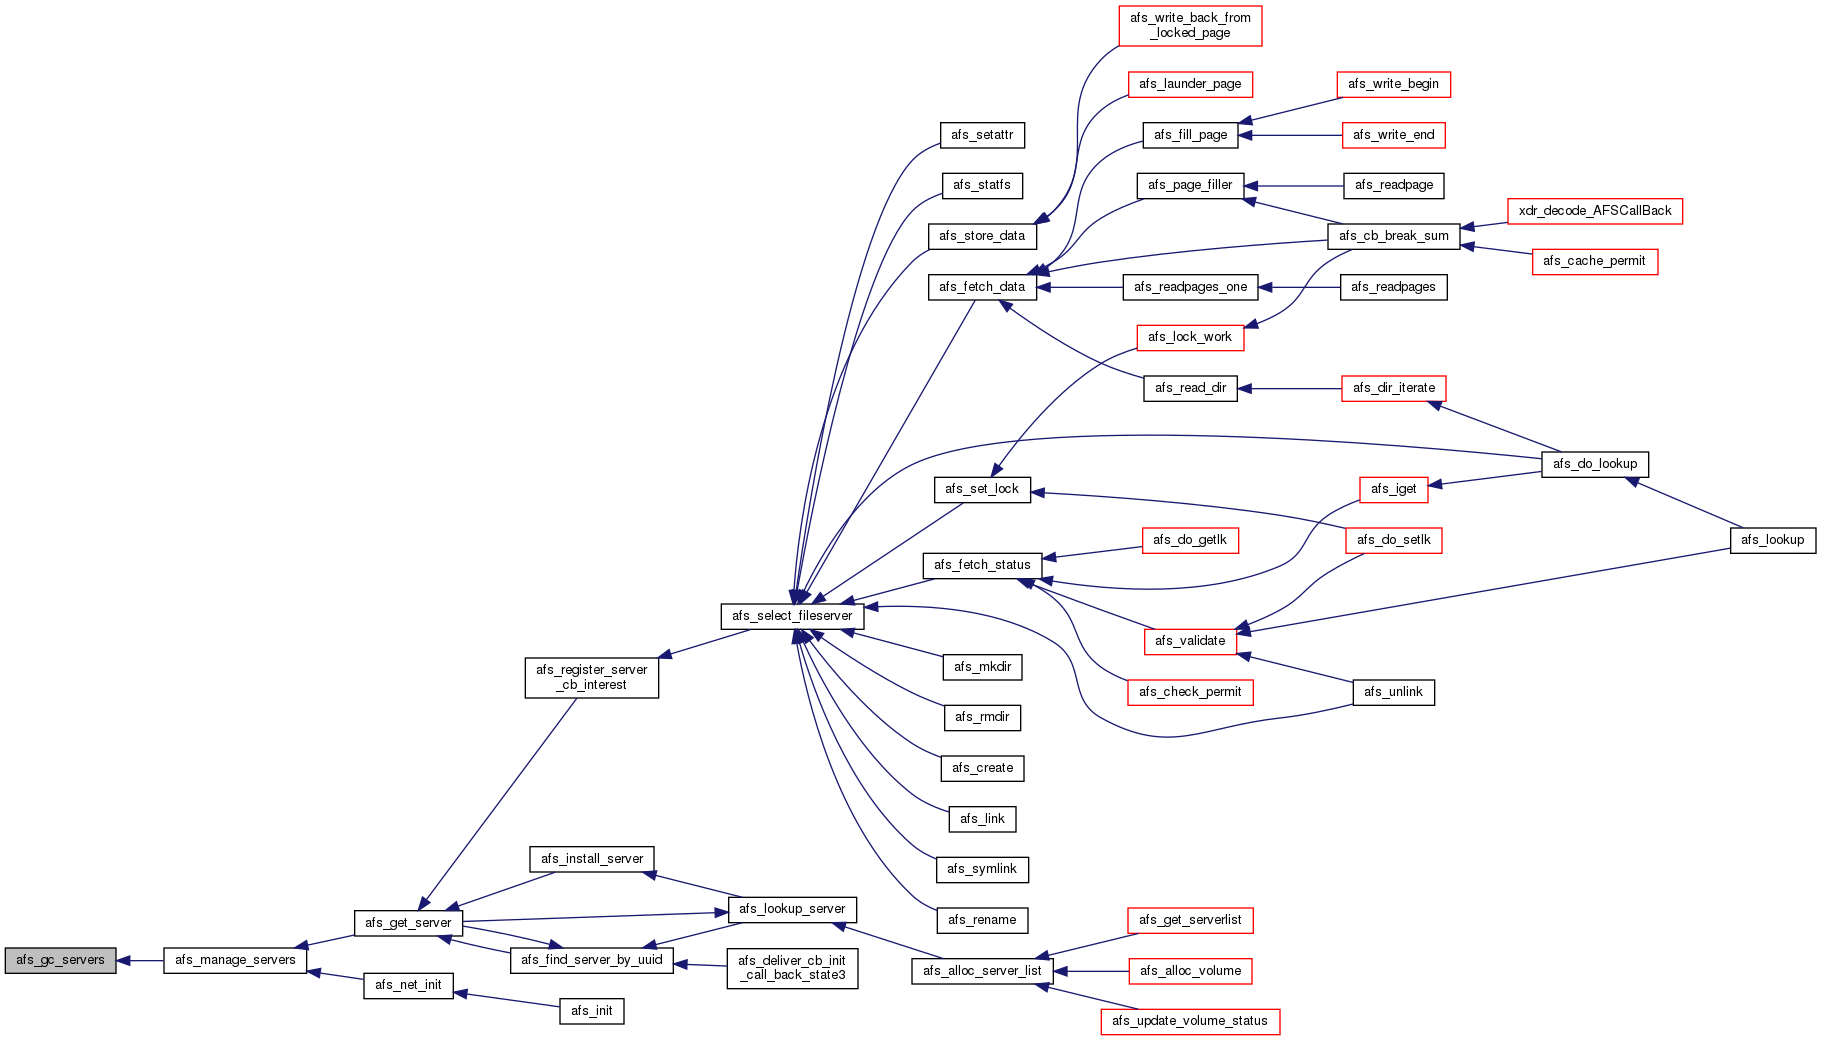 afs_write_back_from
_locked_page
afs_launder_page
afs_write_begin
afs_setattr
afs_fill_page
afs_write_end
afs_statfs
afs_page_filler
afs_readpage
xdr_decode_AFSCallBack
afs_store_data
afs_cb_break_sum
afs_cache_permit
afs_fetch_data
afs_readpages_one
afs_readpages
afs_lock_work
afs_read_dir
afs_dir_iterate
afs_do_lookup
afs_set_lock
afs_iget
afs_do_getlk
afs_do_setlk
afs_lookup
afs_fetch_status
afs_select_fileserver
afs_validate
afs_register_server
_cb_interest
afs_mkdir
afs_check_permit
afs_unlink
afs_rmdir
afs_create
afs_link
afs_install_server
afs_symlink
afs_get_server
afs_lookup_server
afs_rename
afs_get_serverlist
afs_gc_servers
afs_manage_servers
afs_find_server_by_uuid
afs_deliver_cb_init
_call_back_state3
afs_alloc_server_list
afs_alloc_volume
afs_net_init
afs_init
afs_update_volume_status